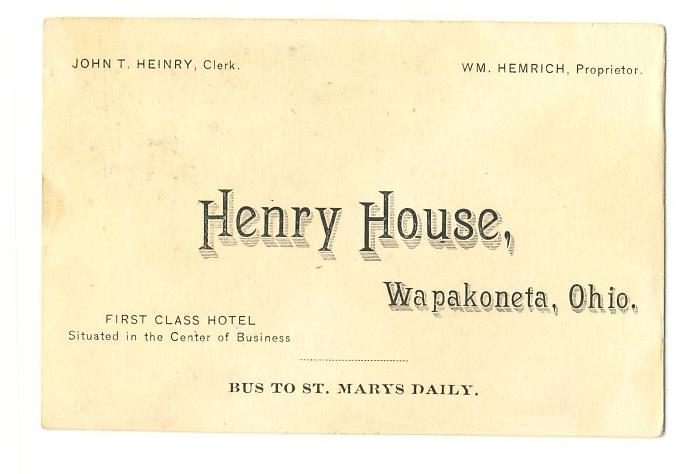 JOHN T. HEINRY, Clerk.
WM. HEMRICH, Proprietor.
Henry House,
Wapakoneta, Ohio.
FIRST CLASS HOTEL
Situated in the Center of Business
BUS TO ST. MARYS DAILY.